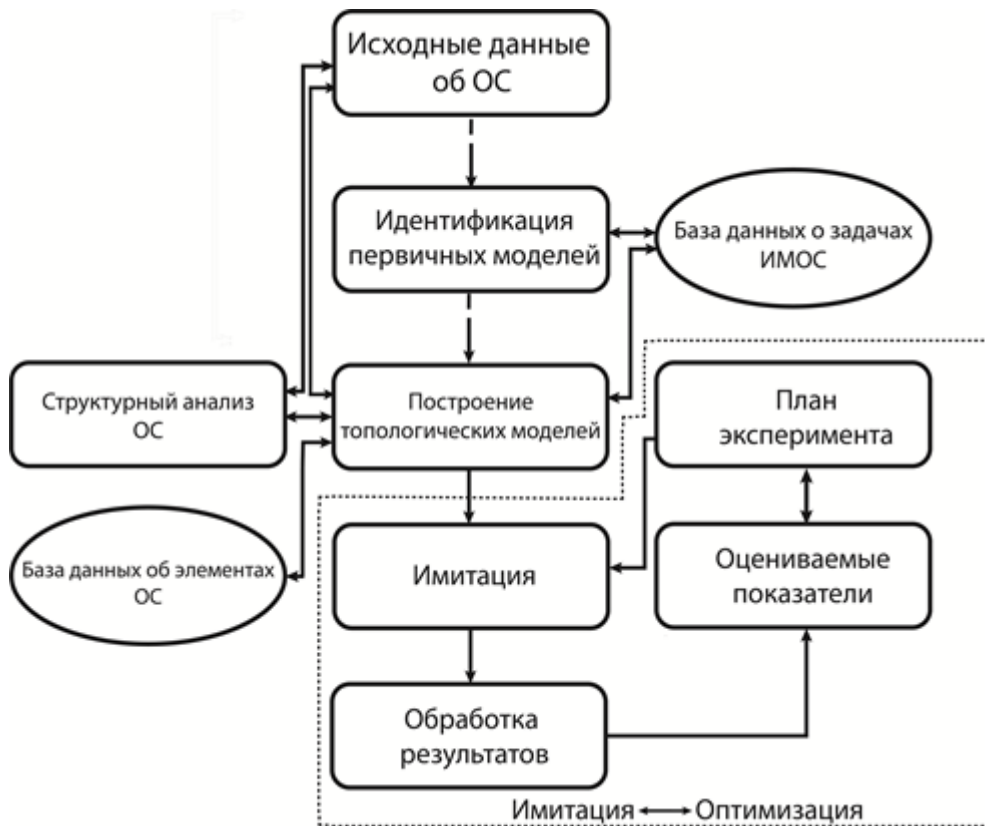 Исходные данные
об ОС
Идентификация
первичных моделей
База данных о задачах
ИМОС
Структурный анализ
ОС
Построение
топологических моделей
План
эксперимента
База данных об элементах
ОС
Имитация
Оцениваемые
показатели
Обработка
результатов
Имитация Оптимизация